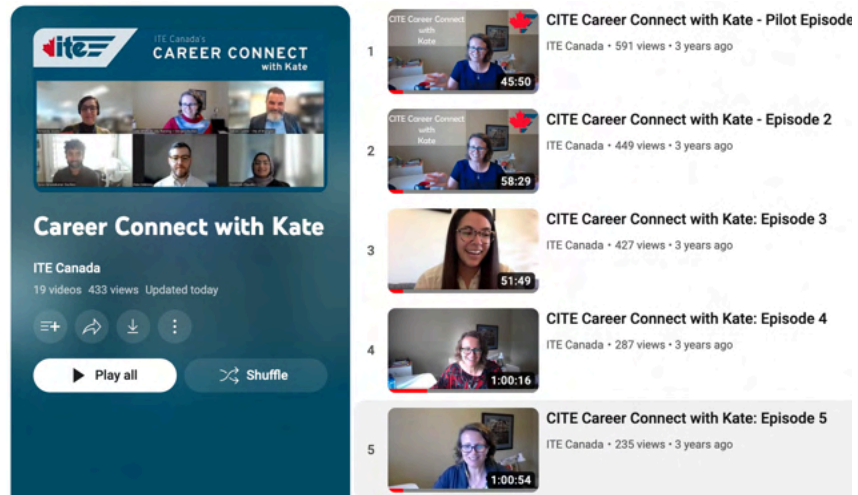 ite
ITE Canada's
CAREER CONNECT
with Kate
Career Connect with Kate
ITE Canada
19 videos 433 views Updated today
Play all
Shuffle
1
CITE Career Connect
with
Kate
45:50
CITE Career Connect with Kate - Pilot Episode
ITE Canada • 591 views • 3 years ago
2
CITE Career Connect
with
Kate
58:29
CITE Career Connect with Kate - Episode 2
ITE Canada • 449 views • 3 years ago
3
51:49
CITE Career Connect with Kate: Episode 3
ITE Canada • 427 views • 3 years ago
4
1:00:16
CITE Career Connect with Kate: Episode 4
ITE Canada • 287 views • 3 years ago
5
1:00:54
CITE Career Connect with Kate: Episode 5
ITE Canada • 235 views • 3 years ago